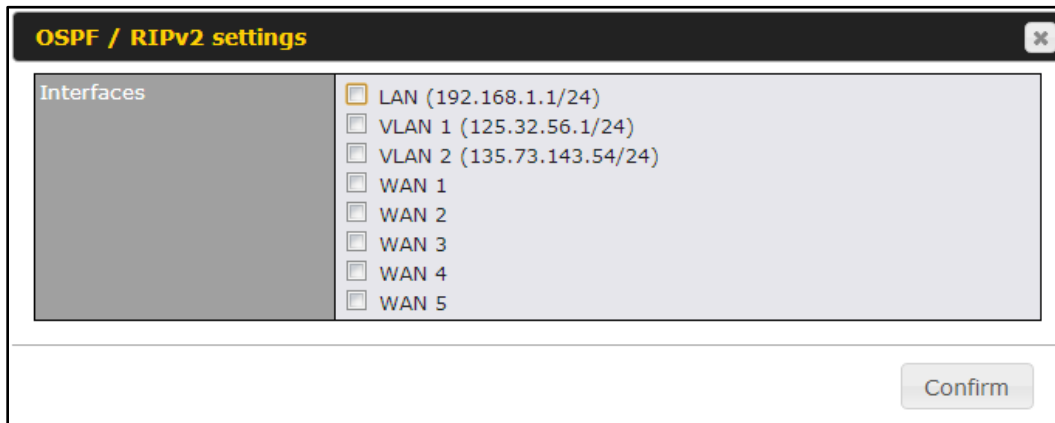 OSPF / RIPv2 settings
Interfaces
LAN (192.168.1.1/24)
VLAN 1 (125.32.56.1/24)
VLAN 2 (135.73.143.54/24)
WAN 1
WAN 2
WAN 3
WAN 4
WAN 5
Confirm